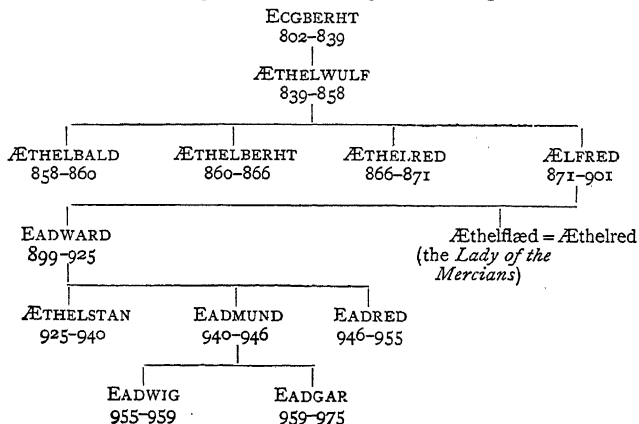 ECGBERHT
802–839
ÆTHELWULF
839–858
ÆTHELBALD ÆTHELBERHT ÆTHELRED ÆLFRED
858–860 860–866 866–871 871–901
EADWARD Æthelflæd = Æthelred
899–925 (the Lady of the
Mercians)
ÆTHELSTAN EADMUND EADRED
925–940 940–946 946–955
EADWIG EADGAR
955–959 959–975